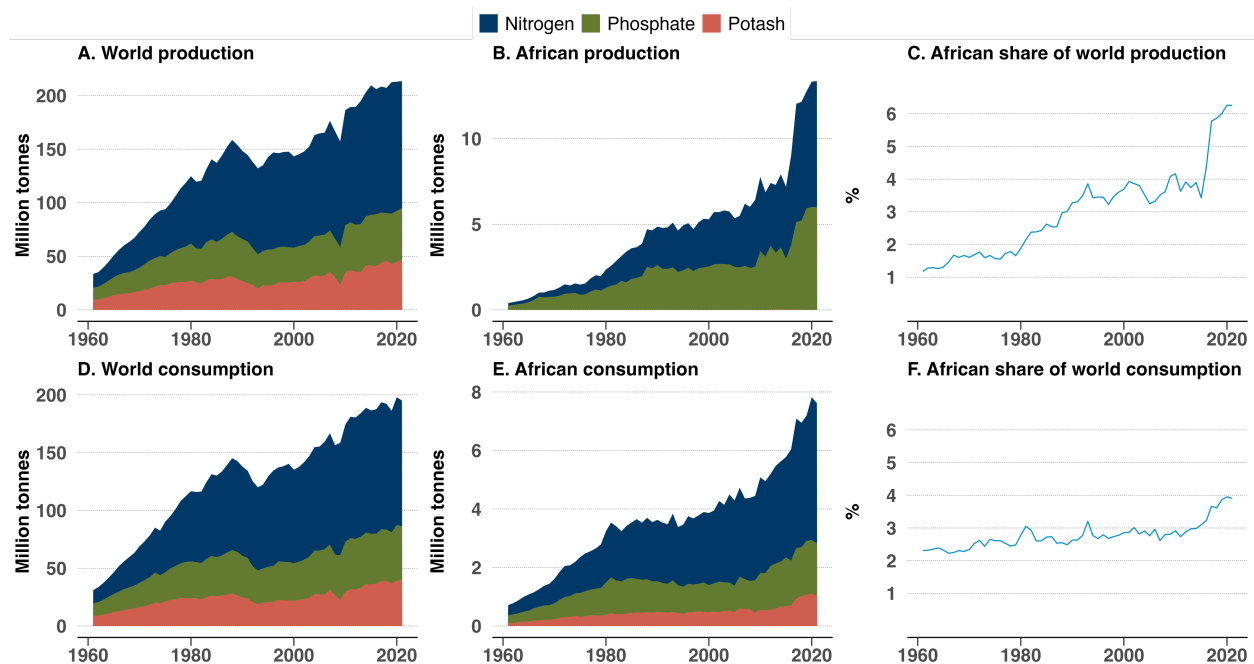 Nitrogen Phosphate Potash
A. World production
Million tonnes
200
150
100
50
0
1960 1980 2000 2020
B. African production
Million tonnes
10
5
0
1960 1980 2000 2020
C. African share of world production
%
6
5
4
3
2
1
1960 1980 2000 2020
D. World consumption
Million tonnes
200
150
100
50
0
1960 1980 2000 2020
E. African consumption
Million tonnes
8
6
4
2
0
1960 1980 2000 2020
F. African share of world consumption
%
6
5
4
3
2
1
1960 1980 2000 2020